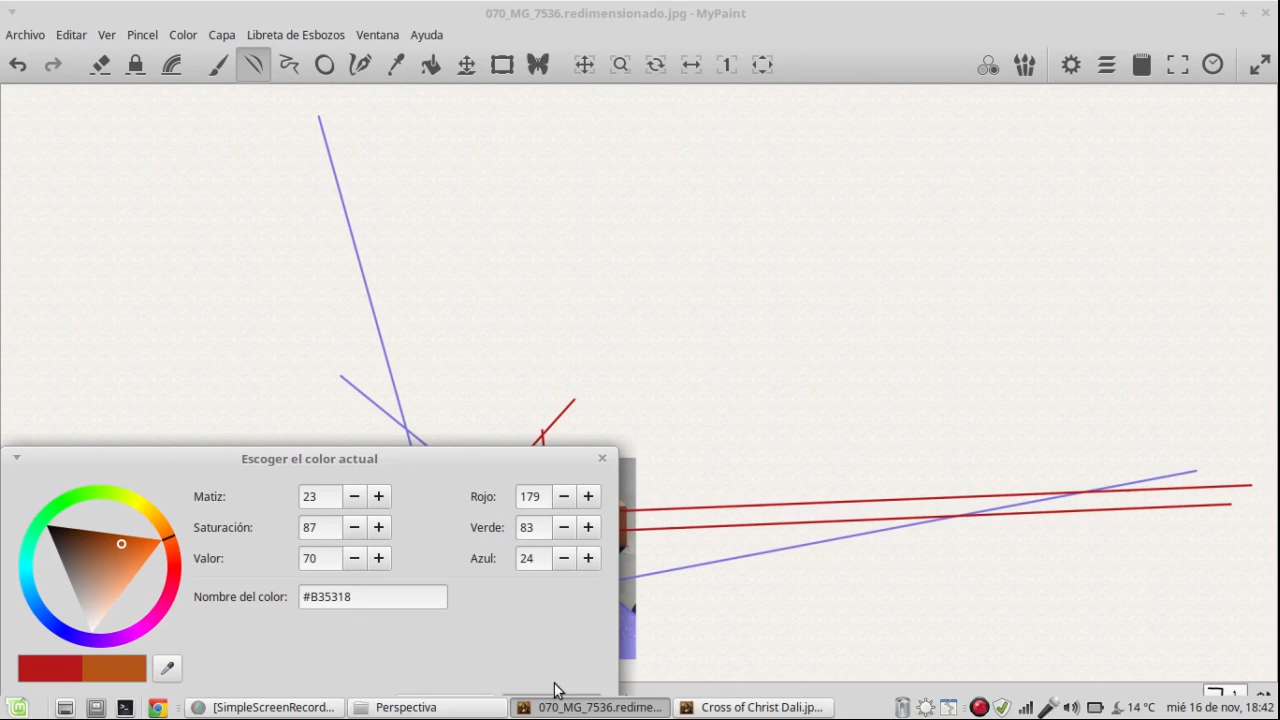 070_MG_7536.redimensionado.jpg - MyPaint
Archivo Editar Ver Pincel Color Capa Libreta de Esbozos Ventana Ayuda
1
Escoger el color actual
Matiz: 23 Rojo: 179
Saturación: 87 Verde: 83
Valor: 70 Azul: 24
Nombre del color: #B35318
[SimpleScreenRecord... Perspectiva 070_MG_7536.redime... Cross of Christ Dali.jp... 14 °C mié 16 de nov, 18:42